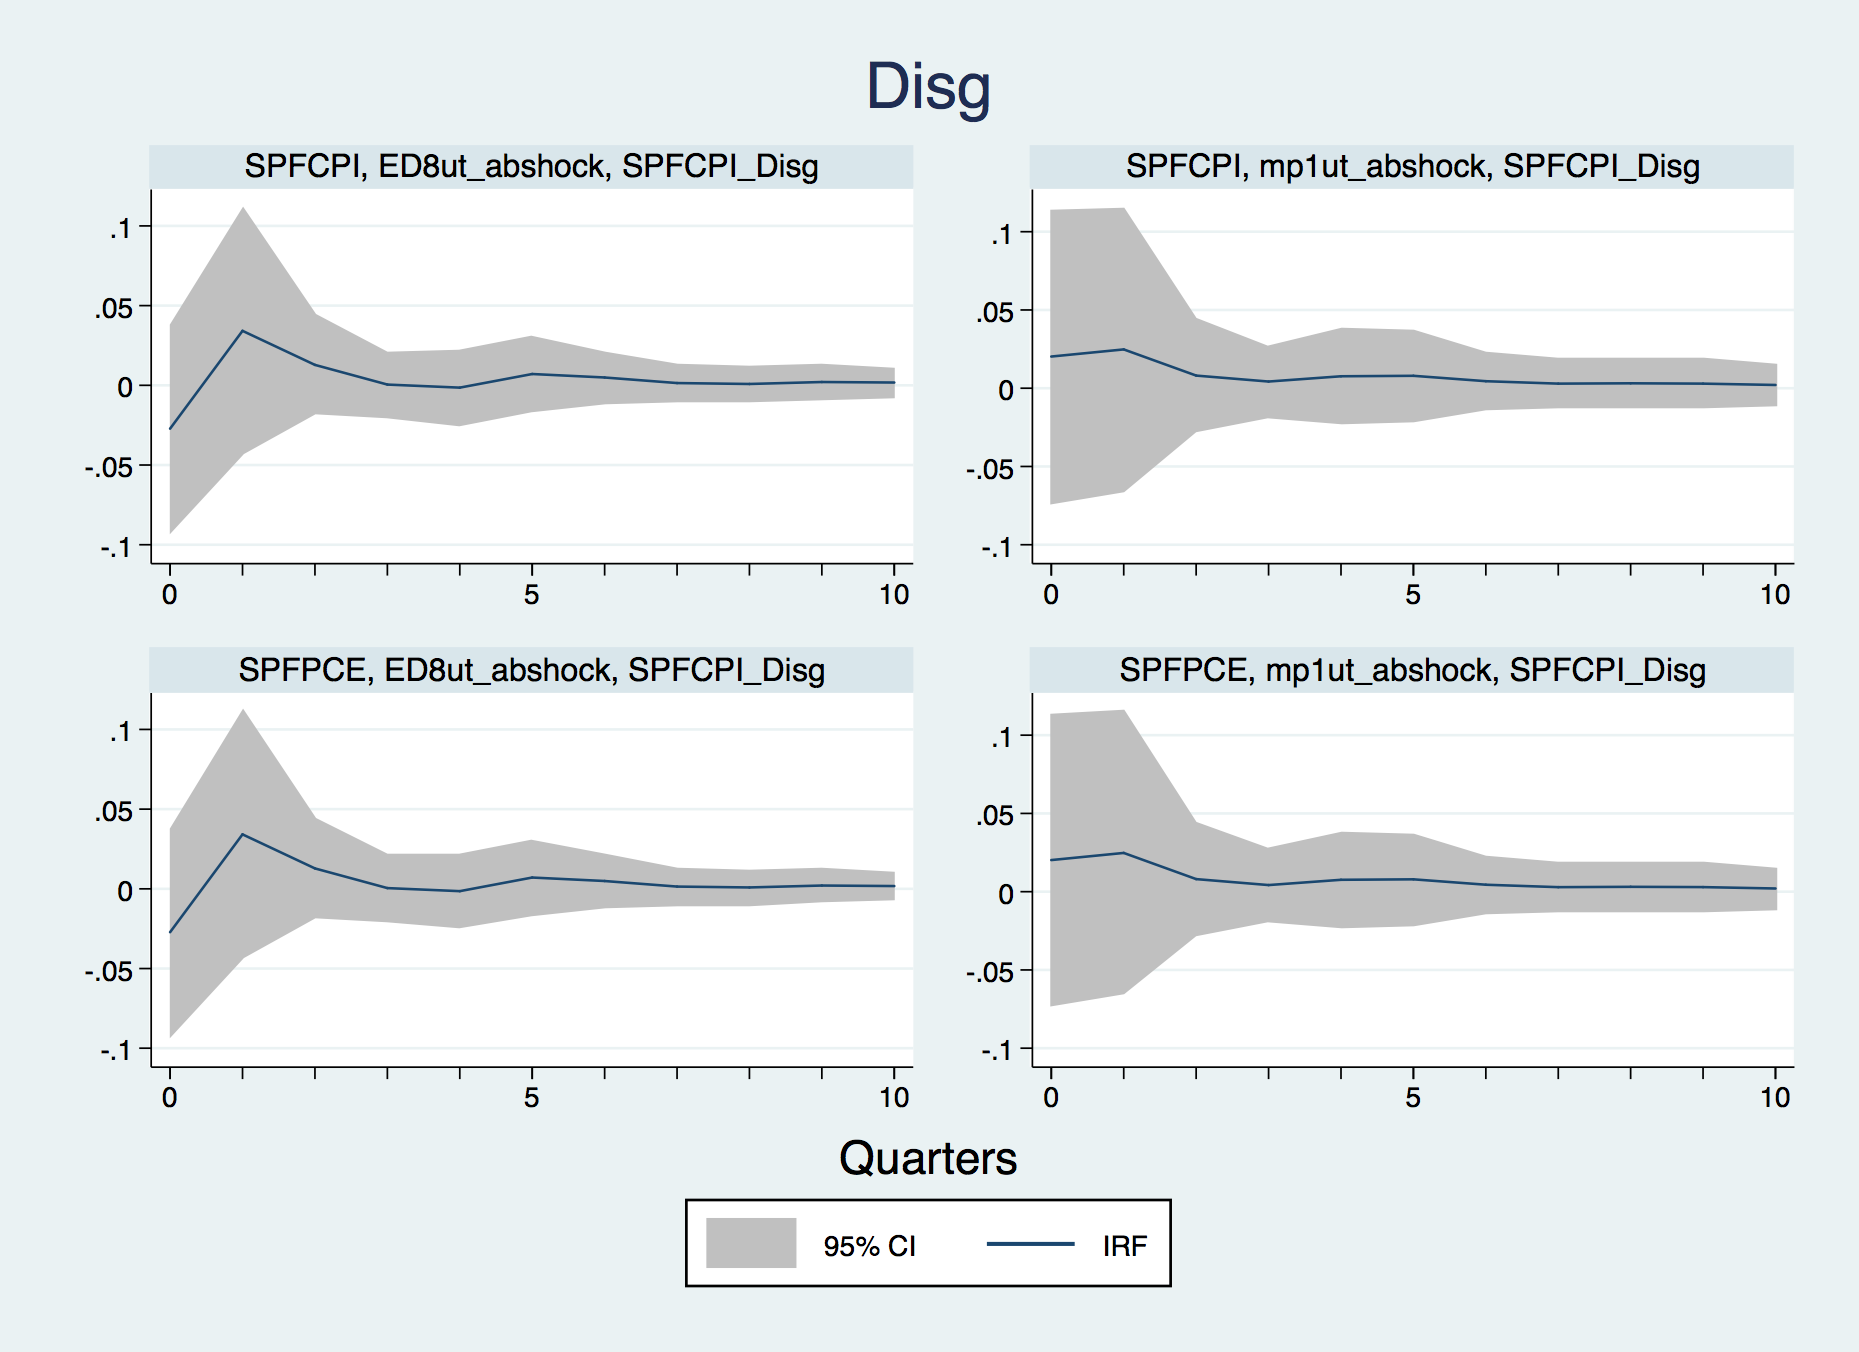 Disg
SPFCPI, ED8ut_abshock, SPFCPI_Disg
.1
.05
0
-.05
-.1
0 5 10
SPFCPI, mp1ut_abshock, SPFCPI_Disg
.1
.05
0
-.05
-.1
0 5 10
SPFPCE, ED8ut_abshock, SPFCPI_Disg
.1
.05
0
-.05
-.1
0 5 10
SPFPCE, mp1ut_abshock, SPFCPI_Disg
.1
.05
0
-.05
-.1
0 5 10
Quarters
95% CI IRF